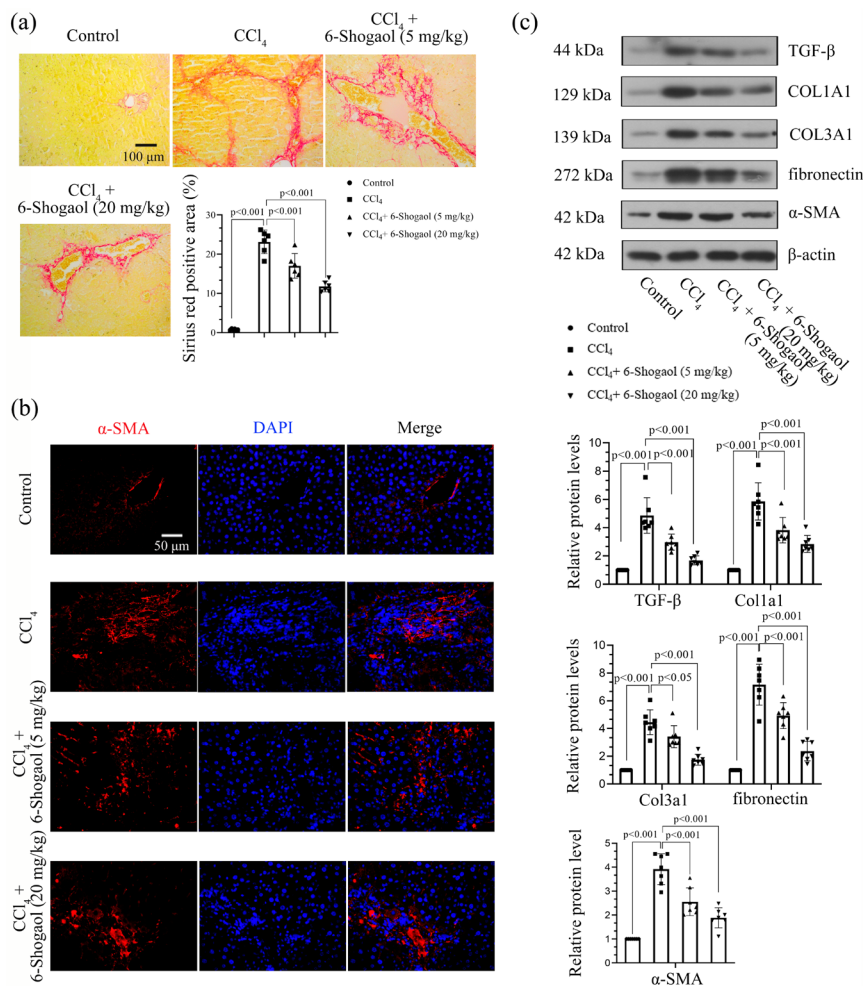 (a)
Control
CCl4
CCl4 +
6-Shogaol (5 mg/kg)
100 μm
CCl4 +
6-Shogaol (20 mg/kg)
Sirius red positive area (%)
30
20
10
0
p<0.001
p<0.001
p<0.001
Control
CCl4
CCl4+ 6-Shogaol (5 mg/kg)
CCl4+ 6-Shogaol (20 mg/kg)
(b)
α-SMA
DAPI
Merge
Control
50 μm
CCl4
CCl4 +
6-Shogaol (5 mg/kg)
CCl4 +
6-Shogaol (20 mg/kg)
(c)
44 kDa
TGF-β
129 kDa
COL1A1
139 kDa
COL3A1
272 kDa
fibronectin
42 kDa
α-SMA
42 kDa
β-actin
Control
CCl4
CCl4 + 6-Shogaol
(5 mg/kg)
CCl4 + 6-Shogaol
(20 mg/kg)
Control
CCl4
CCl4+ 6-Shogaol (5 mg/kg)
CCl4+ 6-Shogaol (20 mg/kg)
Relative protein levels
10
8
6
4
2
0
p<0.001
p<0.001
p<0.001
p<0.001
p<0.001
p<0.001
TGF-β
Col1a1
Relative protein levels
10
8
6
4
2
0
p<0.001
p<0.001
p<0.05
p<0.001
p<0.001
p<0.001
Col3a1
fibronectin
Relative protein level
5
4
3
2
1
0
p<0.001
p<0.001
p<0.001
α-SMA